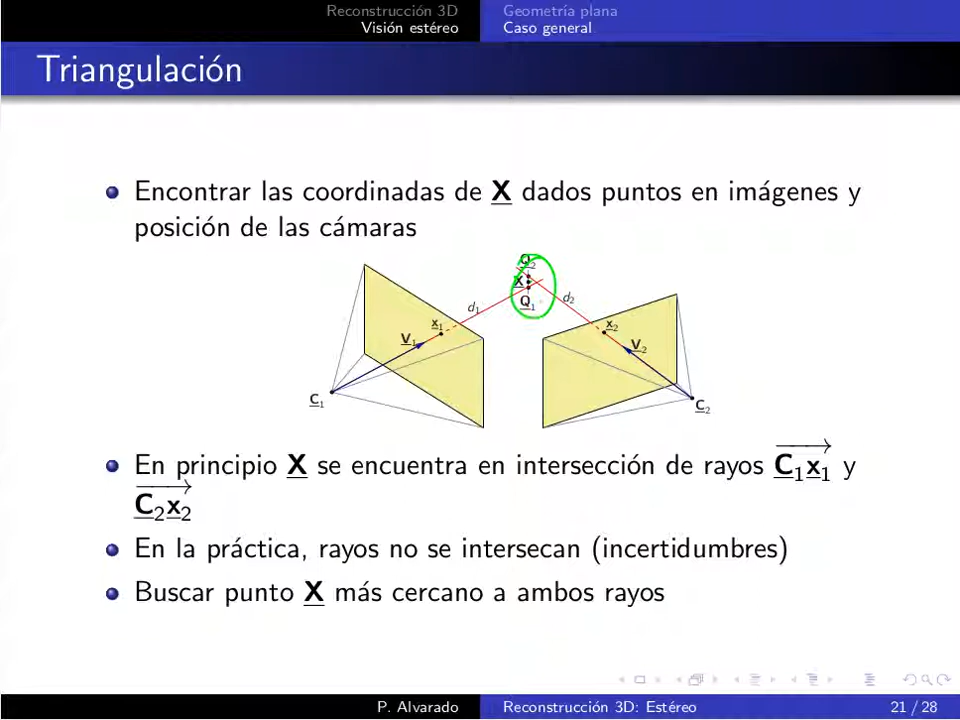 Reconstrucción 3D
Visión estéreo
Geometría plana
Caso general
Triangulación
Encontrar las coordinadas de X dados puntos en imágenes y
posición de las cámaras
Q2
X
Q1
d1
d2
x1
x2
V1
V2
C1
C2
En principio X se encuentra en intersección de rayos C1x1 y
C2x2
En la práctica, rayos no se intersecan (incertidumbres)
Buscar punto X más cercano a ambos rayos
P. Alvarado
Reconstrucción 3D: Estéreo
21 / 28